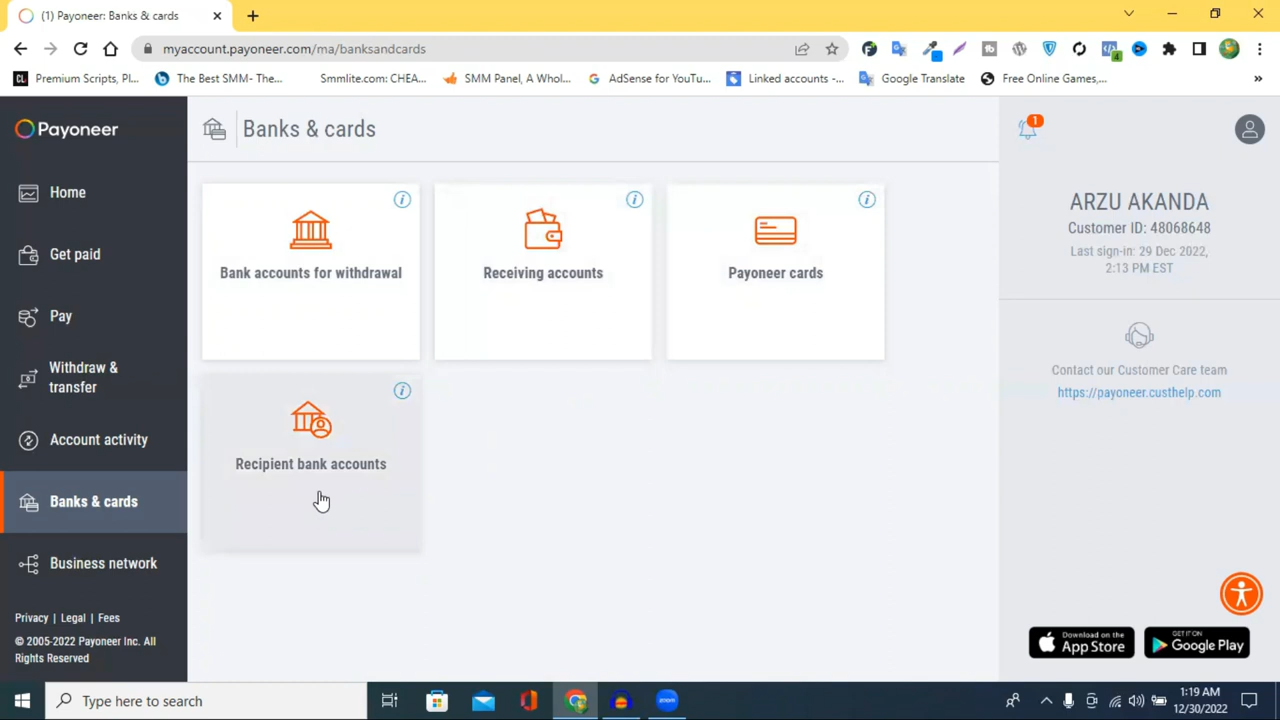 (1) Payoneer: Banks & cards
myaccount.payoneer.com/ma/banksandcards
4
CL Premium Scripts, Pl...
The Best SMM- The...
Smmlite.com: CHEA...
SMM Panel, A Whol...
AdSense for YouTu...
Linked accounts -...
Google Translate
Free Online Games,...
Payoneer
Home
Get paid
Pay
Withdraw &
transfer
Account activity
Banks & cards
Business network
Privacy | Legal | Fees
© 2005-2022 Payoneer Inc. All
Rights Reserved
Banks & cards
Bank accounts for withdrawal
Receiving accounts
Payoneer cards
Recipient bank accounts
1
ARZU AKANDA
Customer ID: 48068648
Last sign-in: 29 Dec 2022,
2:13 PM EST
Contact our Customer Care team
https://payoneer.custhelp.com
Download on the
App Store
GET IT ON
Google Play
Type here to search
zoom
1:19 AM
12/30/2022